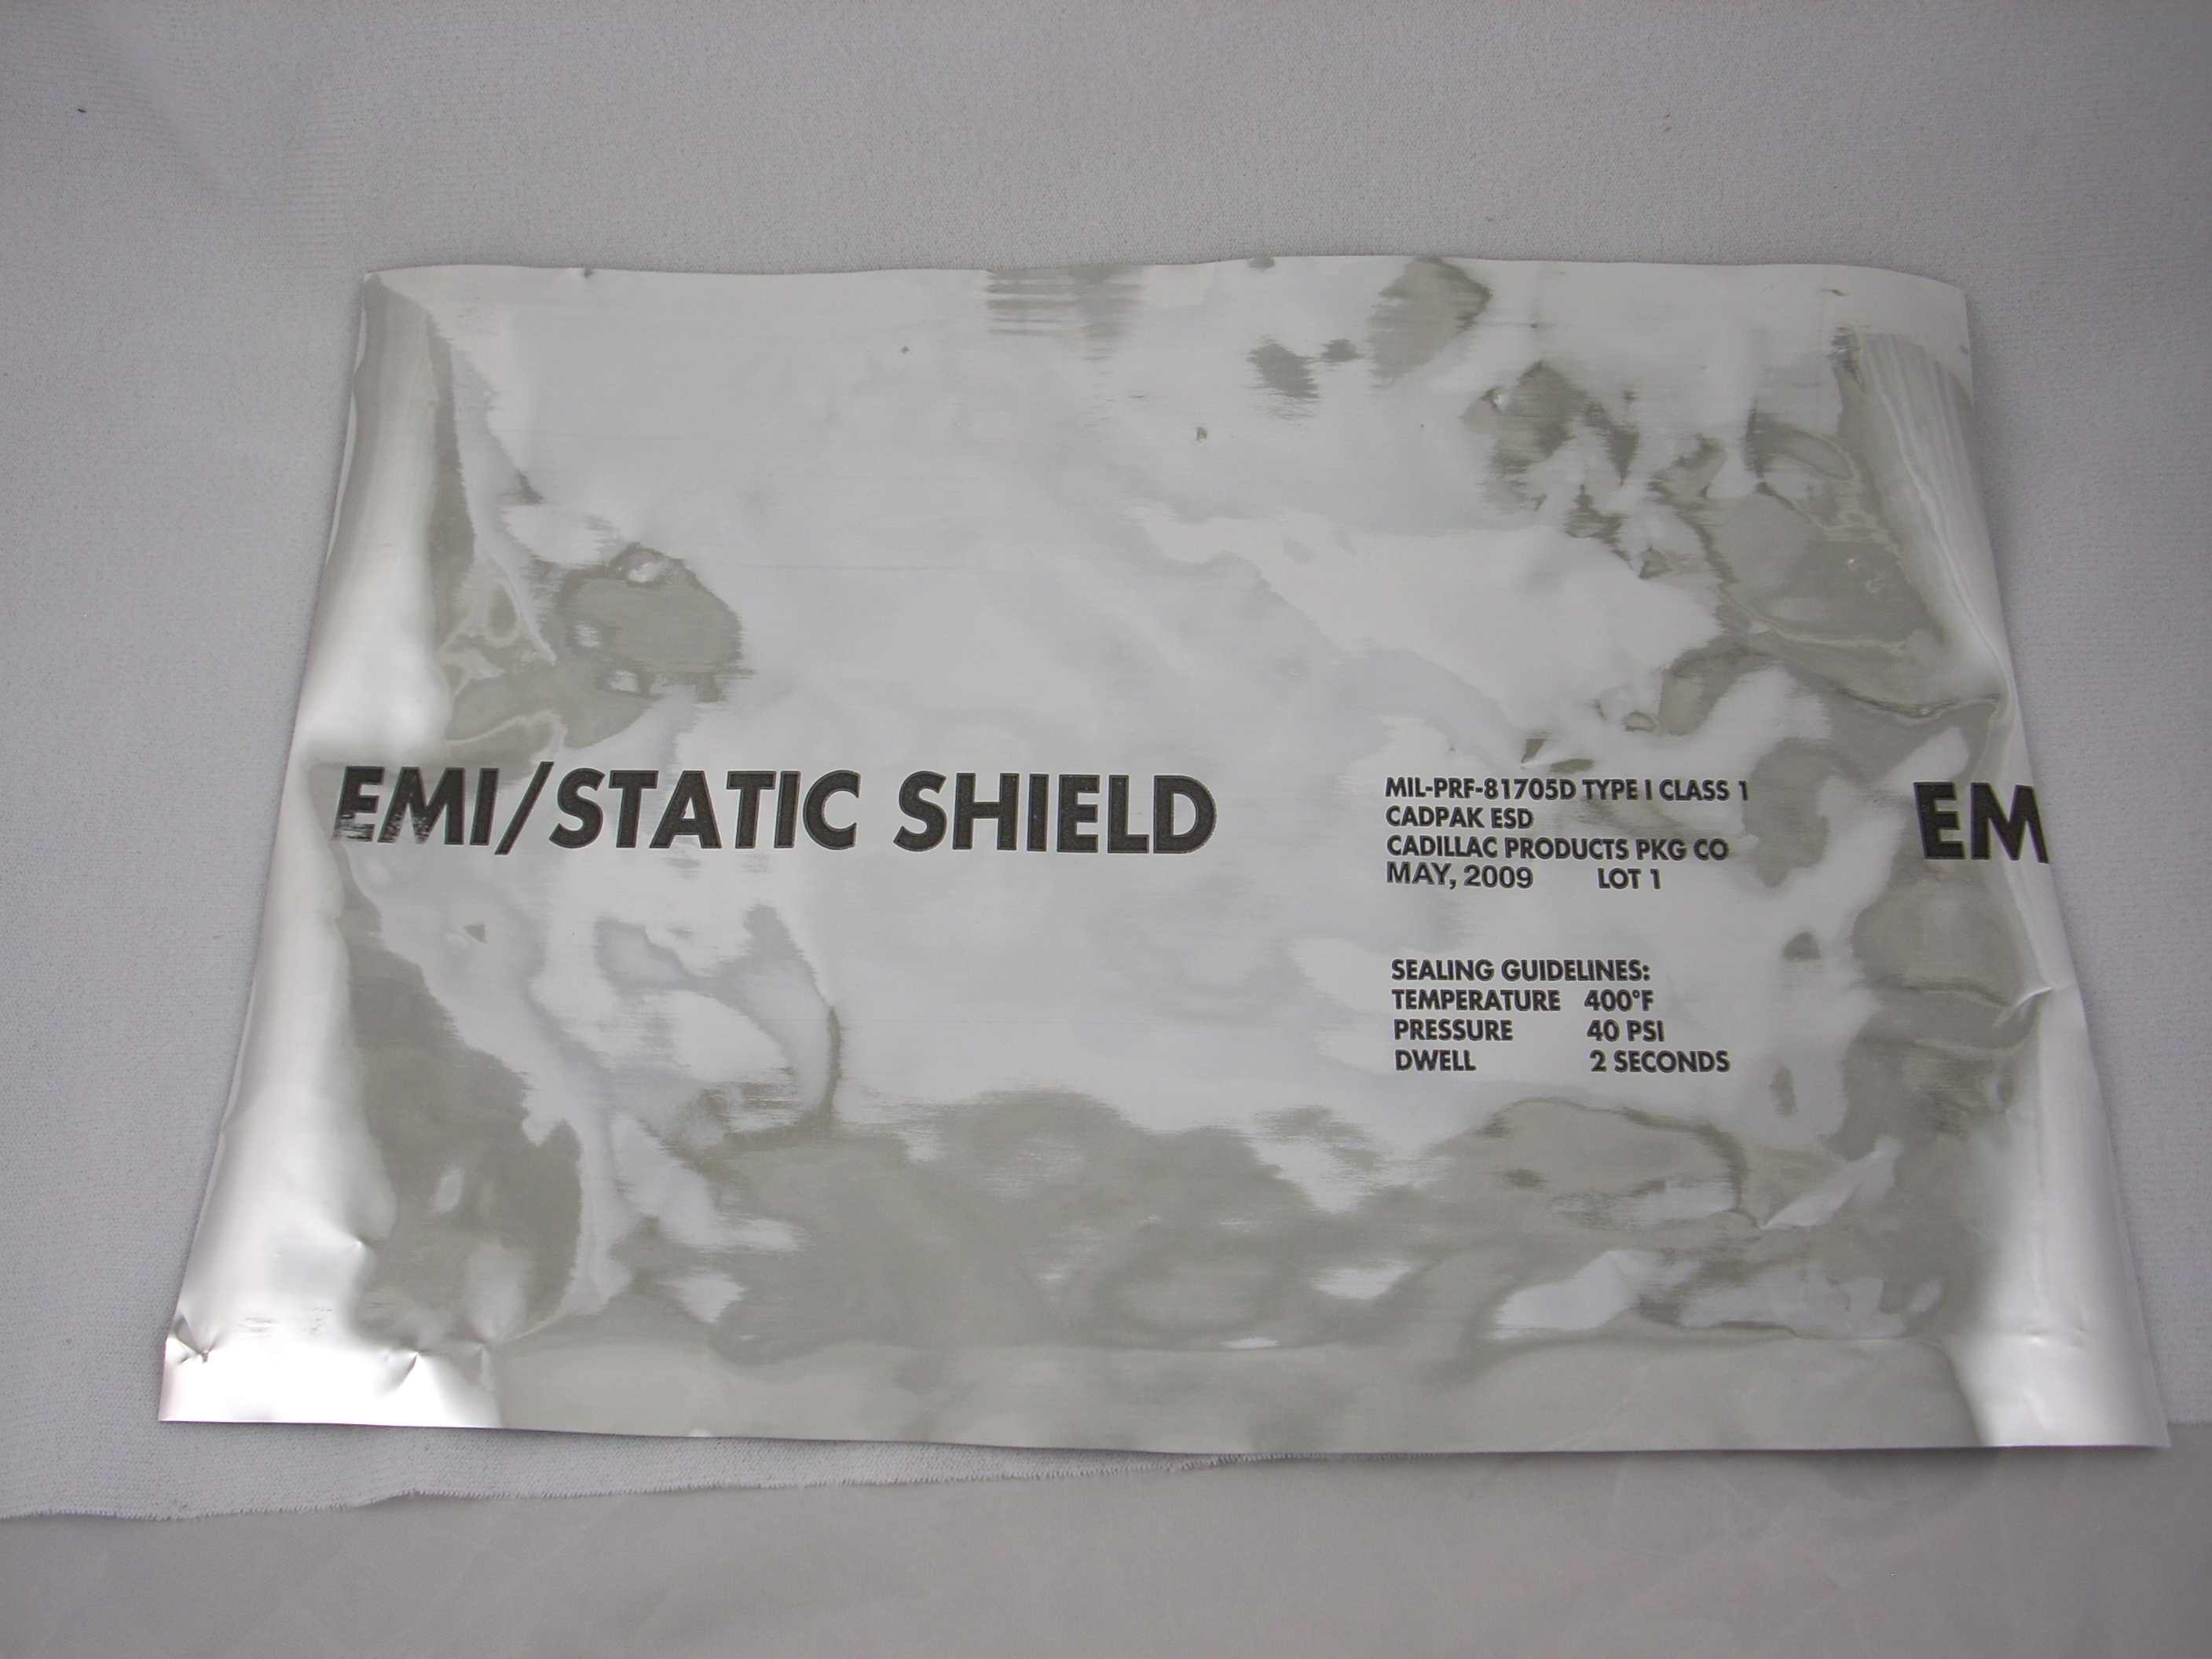 EMI/STATIC SHIELD
MIL-PRF-81705D TYPE I CLASS 1
CADPAK ESD
CADILLAC PRODUCTS PKG CO
MAY, 2009 LOT 1
SEALING GUIDELINES:
TEMPERATURE 400°F
PRESSURE 40 PSI
DWELL 2 SECONDS
EM